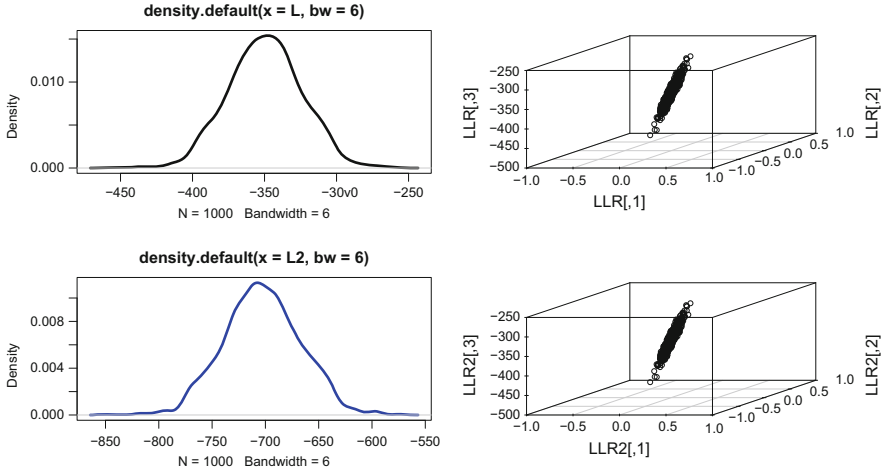 density.default(x = L, bw = 6)
Density
0.010
0.000
−450 −400 −350 −30v0 −250
N = 1000 Bandwidth = 6
LLR[,3]
−250
−300
−350
−400
−450
−500
−1.0 −0.5 0.0 0.5 1.0
LLR[,1]
−1.0 −0.5 0.0 0.5 1.0
LLR[,2]
density.default(x = L2, bw = 6)
Density
0.008
0.004
0.000
−850 −800 −750 −700 −650 −600 −550
N = 1000 Bandwidth = 6
LLR2[,3]
−250
−300
−350
−400
−450
−500
−1.0 −0.5 0.0 0.5 1.0
LLR2[,1]
−1.0 −0.5 0.0 0.5 1.0
LLR2[,2]